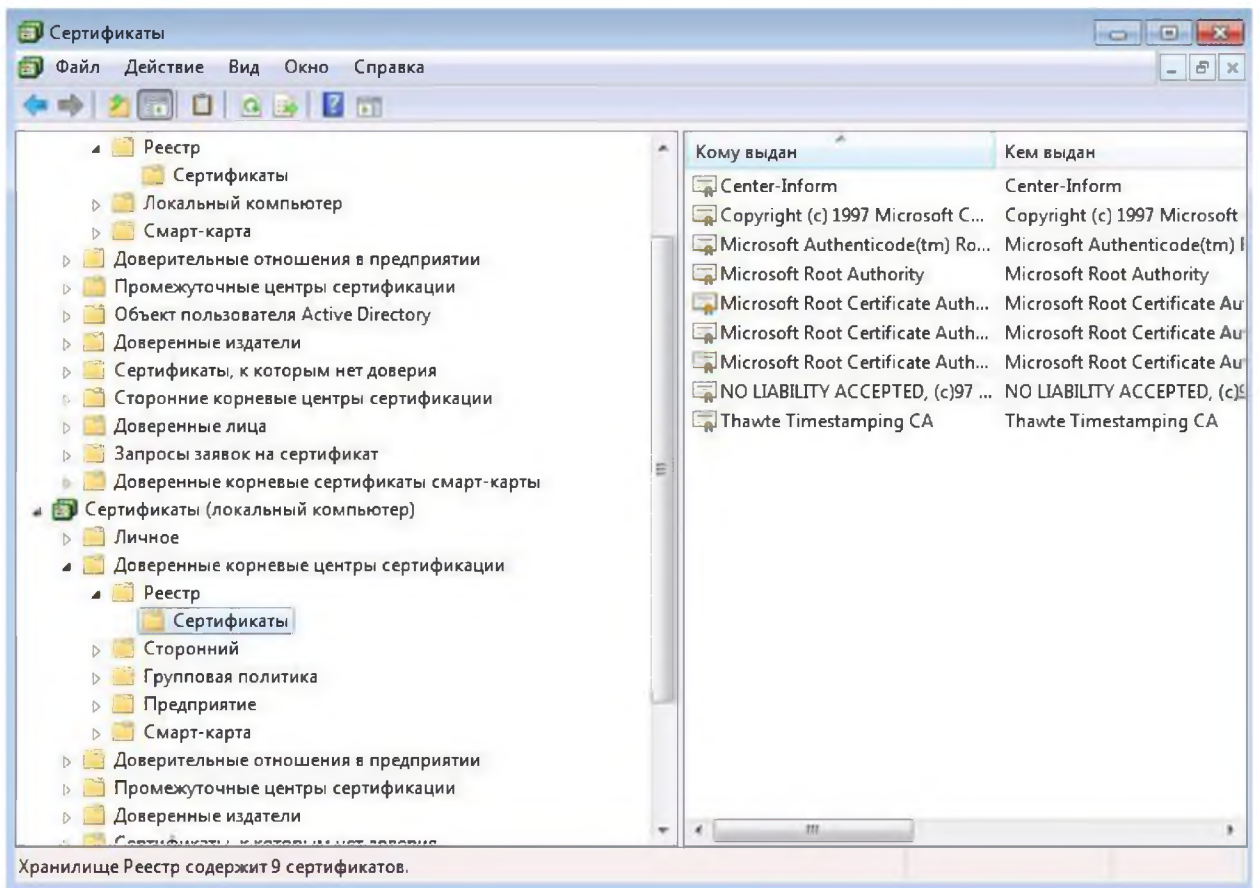 Сертификаты
Файл Действие Вид Окно Справка
Реестр
Сертификаты
Локальный компьютер
Смарт-карта
Доверительные отношения в предприятии
Промежуточные центры сертификации
Объект пользователя Active Directory
Доверенные издатели
Сертификаты, к которым нет доверия
Сторонние корневые центры сертификации
Доверенные лица
Запросы заявок на сертификат
Доверенные корневые сертификаты смарт-карты
Сертификаты (локальный компьютер)
Личное
Доверенные корневые центры сертификации
Реестр
Сертификаты
Сторонний
Групповая политика
Предприятие
Смарт-карта
Доверительные отношения в предприятии
Промежуточные центры сертификации
Доверенные издатели
Сертификаты, к которым нет доверия
Кому выдан Кем выдан
Center-Inform Center-Inform
Copyright (c) 1997 Microsoft C... Copyright (c) 1997 Microsoft
Microsoft Authenticode(tm) Ro... Microsoft Authenticode(tm)
Microsoft Root Authority Microsoft Root Authority
Microsoft Root Certificate Auth... Microsoft Root Certificate Au
Microsoft Root Certificate Auth... Microsoft Root Certificate Au
Microsoft Root Certificate Auth... Microsoft Root Certificate Au
NO LIABILITY ACCEPTED, (c)97 ... NO LIABILITY ACCEPTED, (c)
Thawte Timestamping CA Thawte Timestamping CA
Хранилище Реестр содержит 9 сертификатов.